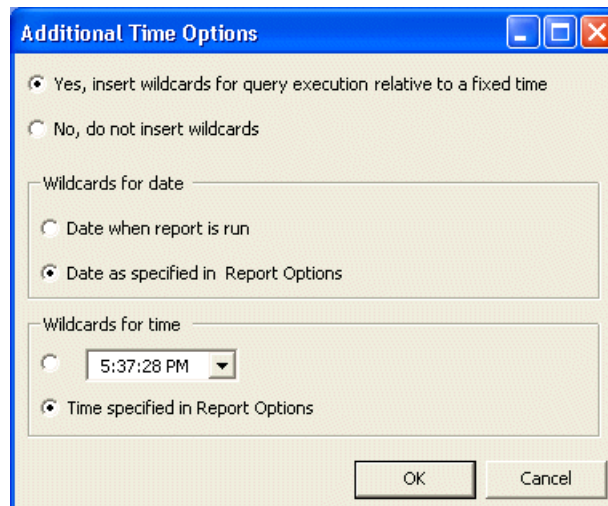 Additional Time Options
Yes, insert wildcards for query execution relative to a fixed time
No, do not insert wildcards
Wildcards for date
Date when report is run
Date as specified in Report Options
Wildcards for time
5:37:28 PM
Time specified in Report Options
OK Cancel